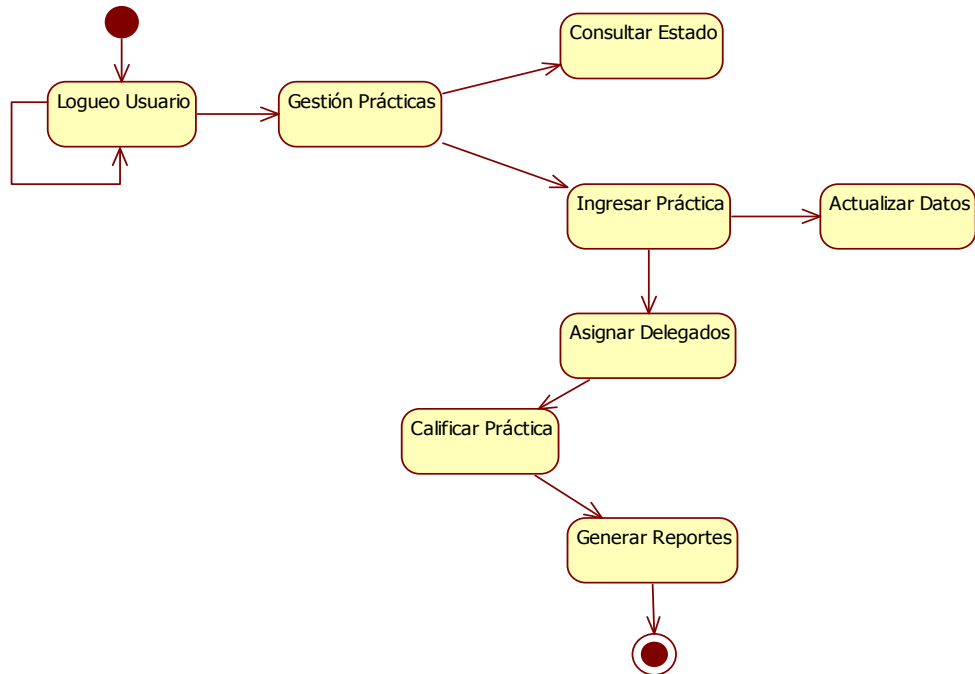 Consultar Estado
Logueo Usuario
Gestión Prácticas
Ingresar Práctica
Actualizar Datos
Asignar Delegados
Calificar Práctica
Generar Reportes